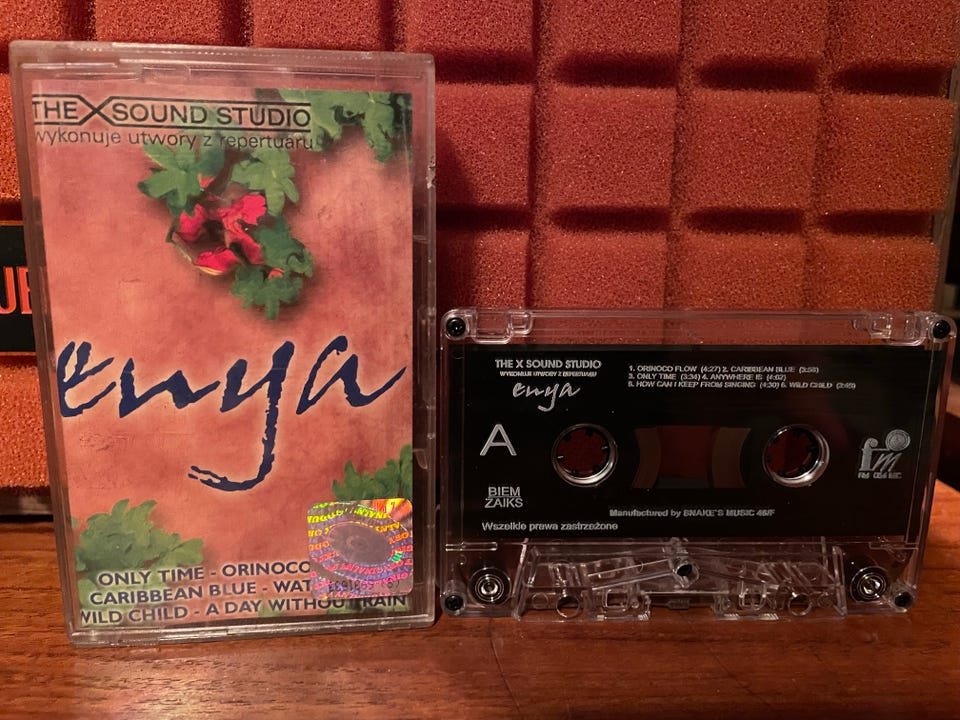 THE X SOUND STUDIO
wykonuje utwory z repertuaru
enya
ONLY TIME - ORINOCO
CARIBBEAN BLUE - WAT
WILD CHILD - A DAY WITHOUT RAIN
THE X SOUND STUDIO
WYKONUJE UTWORY Z REPERTUARU
enya
1. ORINOCO FLOW (4:27) 2. CARIBBEAN BLUE (3:58)
3. ONLY TIME (3:34) 4. ANYWHERE IS (4:02)
5. HOW CAN I KEEP FROM SINGING (4:30) 6. WILD CHILD (3:49)
A
fm
BIEM
ZAIKS
Manufactured by SNAKE'S MUSIC
Wszelkie prawa zastrzeżone